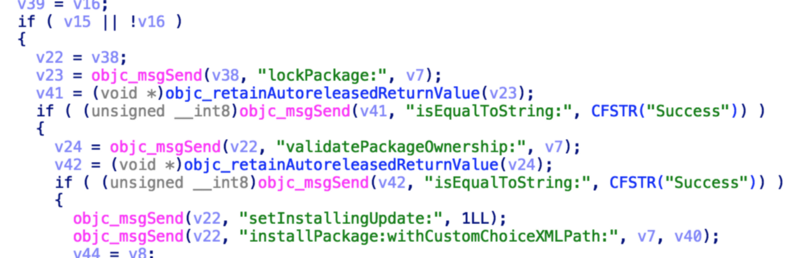 v39 = v16;
if ( v15 || !v16 )
{
v22 = v38;
v23 = objc_msgSend(v38, "lockPackage:", v7);
v41 = (void *)objc_retainAutoreleasedReturnValue(v23);
if ( (unsigned __int8)objc_msgSend(v41, "isEqualToString:", CFSTR("Success")) )
{
v24 = objc_msgSend(v22, "validatePackageOwnership:", v7);
v42 = (void *)objc_retainAutoreleasedReturnValue(v24);
if ( (unsigned __int8)objc_msgSend(v42, "isEqualToString:", CFSTR("Success")) )
{
objc_msgSend(v22, "setInstallingUpdate:", 1LL);
objc_msgSend(v22, "installPackage:withCustomChoiceXMLPath:", v7, v40);
v44 = v8;